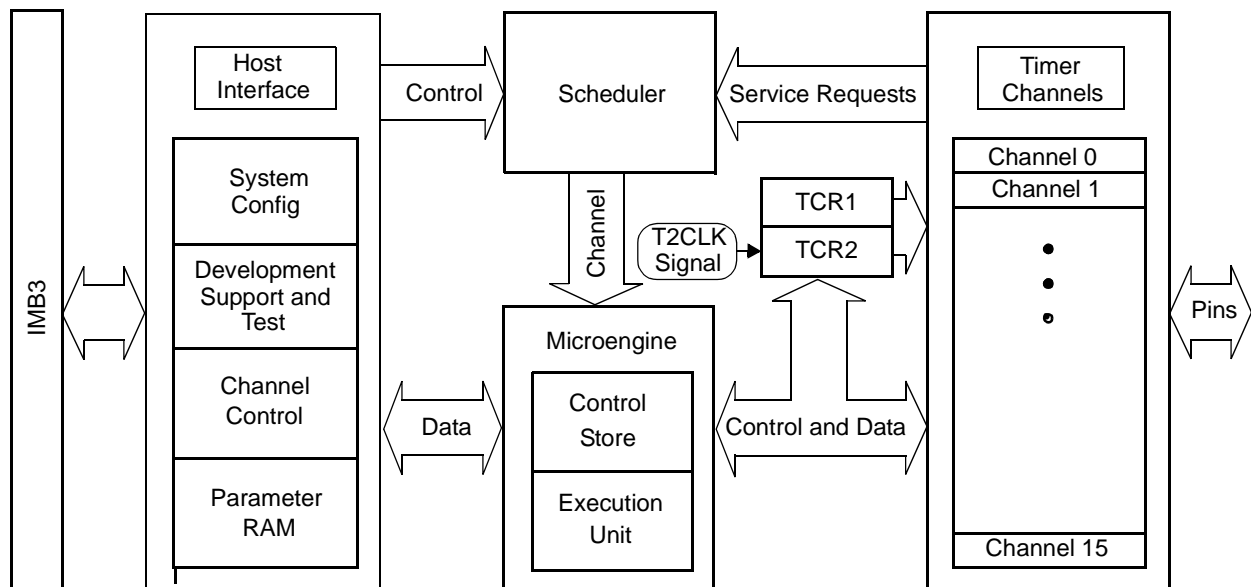 IMB3
Host
Interface
System
Config
Development
Support and
Test
Channel
Control
Parameter
RAM
Control
Data
Scheduler
Channel
Microengine
Control
Store
Execution
Unit
Service Requests
T2CLK
Signal
TCR1
TCR2
Control and Data
Timer
Channels
Channel 0
Channel 1
Channel 15
Pins